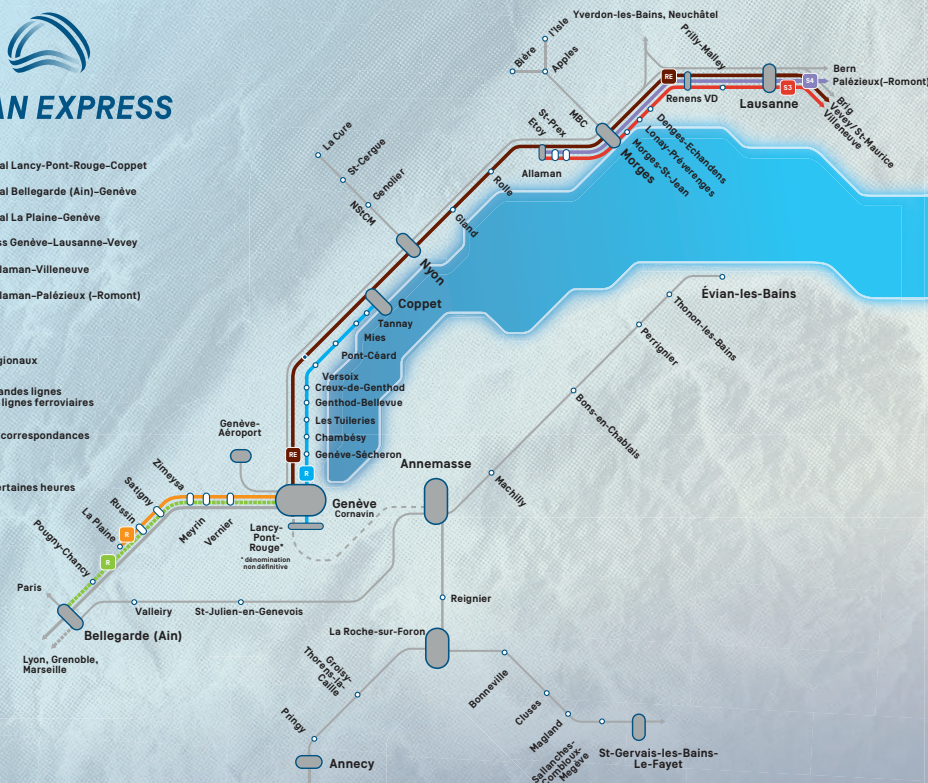 AN EXPRESS
al Lancy-Pont-Rouge–Coppet
al Bellegarde (Ain)–Genève
al La Plaine–Genève
ss Genève–Lausanne–Vevey
laman–Villeneuve
laman–Palézieux (–Romont)
gionaux
andes lignes
lignes ferroviaires
correspondances
ertaines heures
Yverdon-les-Bains, Neuchâtel
l'Isle
Bière
Apples
Prilly-Malley
RE
Bern
S4
Palézieux(–Romont)
S3
Brig
Vevey/St-Maurice
Villeneuve
Renens VD
Lausanne
MBC
St-Prex
Etoy
Allaman
Morges
Denges-Echandens
Lonay-Préverenges
Morges-St-Jean
La Cure
St-Cergue
Genolier
NStCM
Rolle
Gland
Nyon
Coppet
Tannay
Mies
Pont-Céard
Versoix
Creux-de-Genthod
Genthod-Bellevue
Les Tuileries
Chambésy
Genève-Sécheron
RE
R
Évian-les-Bains
Thonon-les-Bains
Perrignier
Bons-en-Chablais
Machilly
Annemasse
Genève-
Aéroport
Genève
Cornavin
Lancy-
Pont-
Rouge*
* dénomination
non définitive
Zimeysa
Satigny
Russin
La Plaine
Pougny-Chancy
Meyrin
Vernier
R
R
Paris
Bellegarde (Ain)
Lyon, Grenoble,
Marseille
Valleiry
St-Julien-en-Genevois
Reignier
La Roche-sur-Foron
Groisy-
Thorens-la-
Caille
Pringy
Annecy
Bonneville
Cluses
Magland
Sallanches-
Combloux-
Megève
St-Gervais-les-Bains-
Le-Fayet